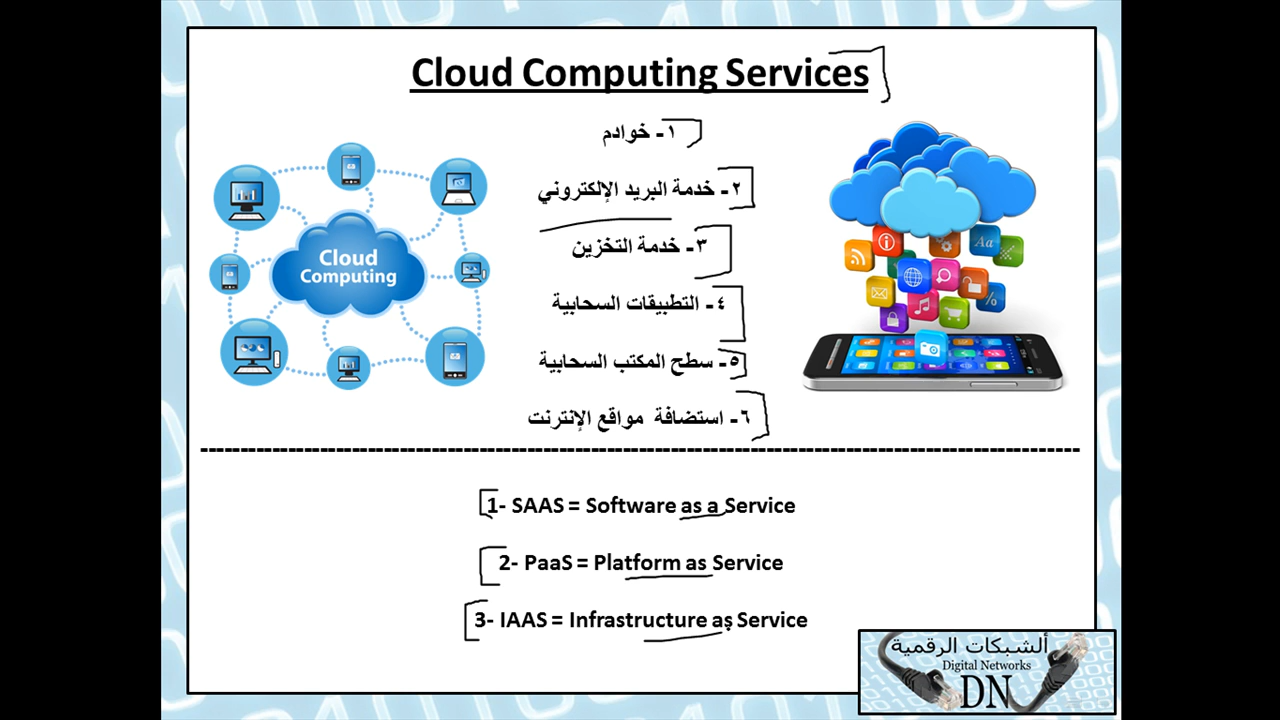 Cloud Computing Services
١- خوادم
٢- خدمة البريد الإلكتروني
٣- خدمة التخزين
٤- التطبيقات السحابية
٥- سطح المكتب السحابية
٦- استضافة مواقع الإنترنت
Cloud
Computing
Aa
%
1- SAAS = Software as a Service
2- PaaS = Platform as Service
3- IAAS = Infrastructure as Service
ألشبكات الرقمية
Digital Networks
DN